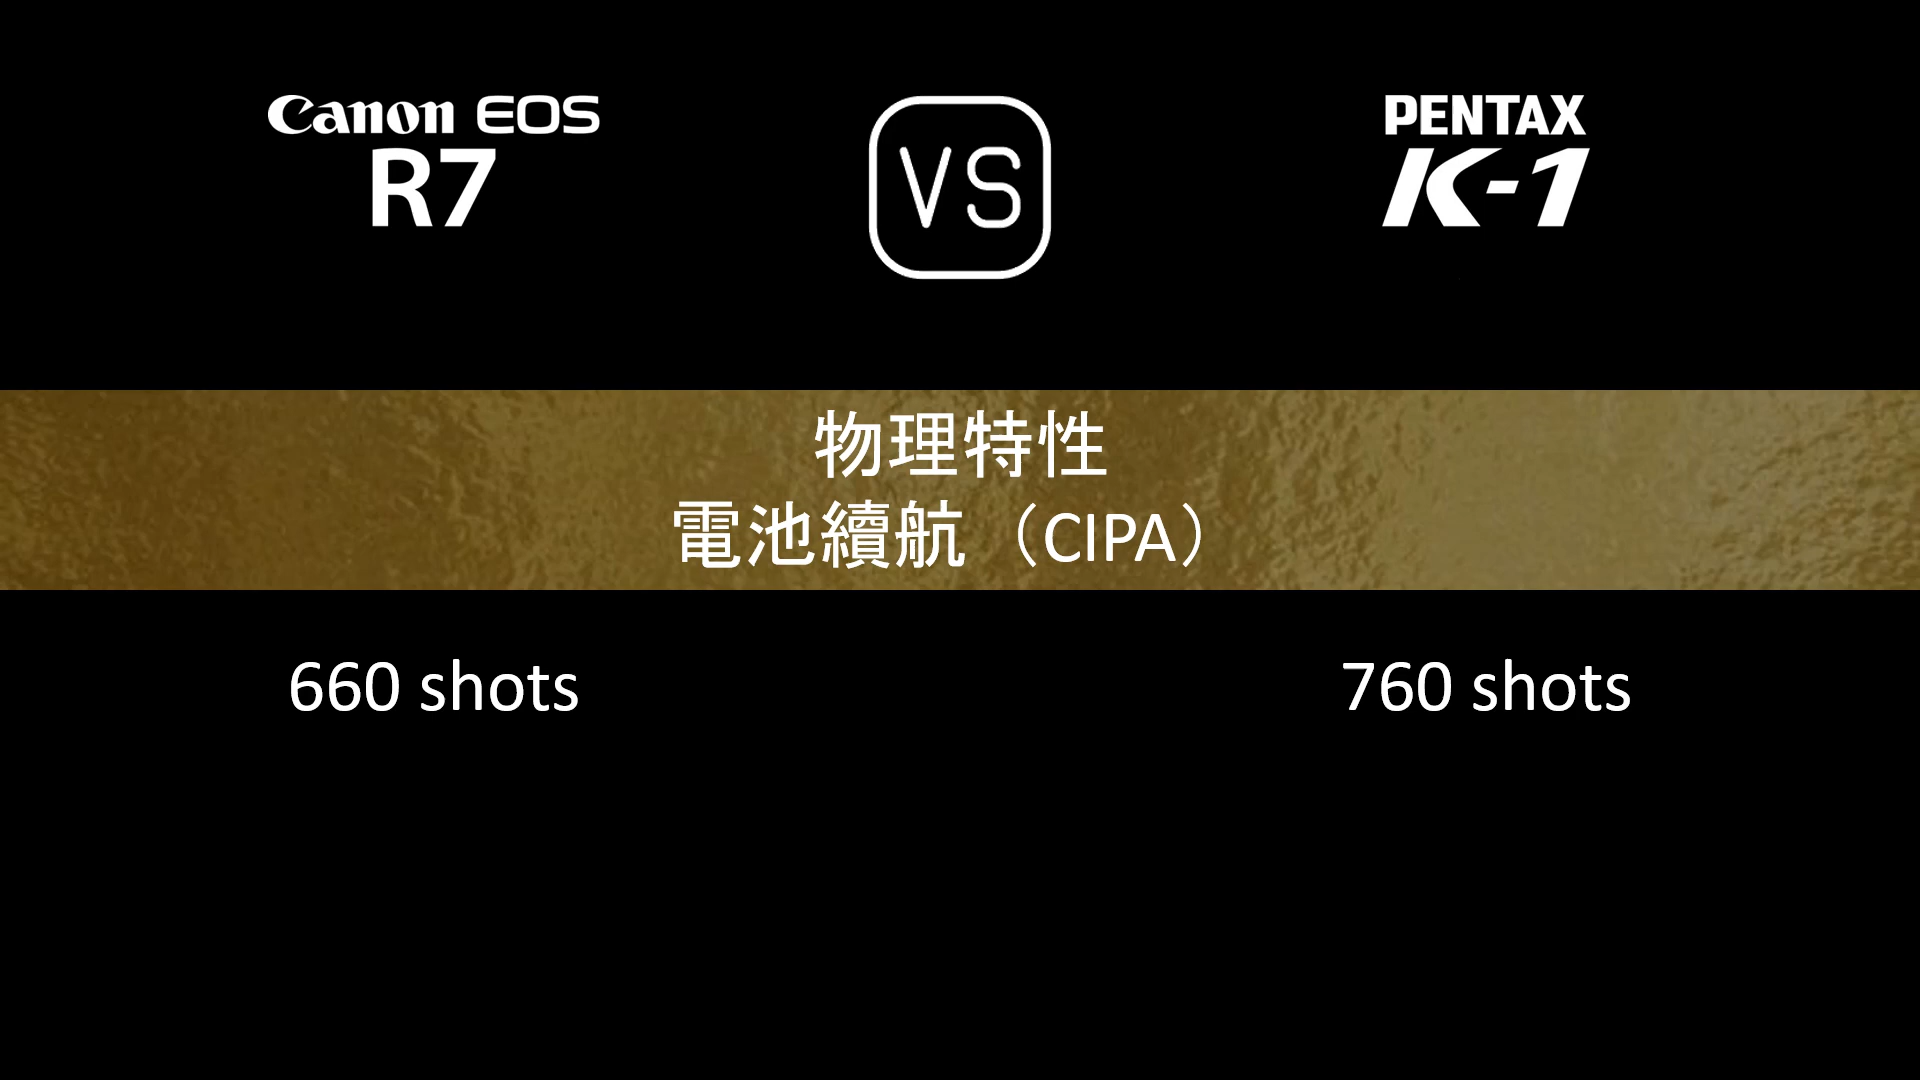 Canon EOS
R7
VS
PENTAX
K-1
物理特性
電池續航（CIPA）
660 shots
760 shots